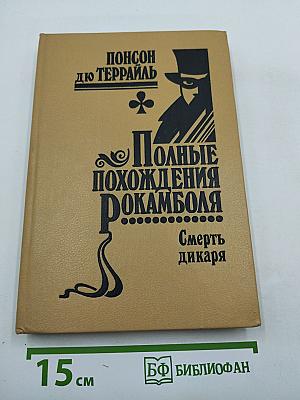 ПОНСОН
ДЮ ТЕРРАЙЛЬ
ПОЛНЫЕ
ПОХОЖДЕНИЯ
РОКАМБОЛЯ
Смерть
дикаря
15 см
БФ БИБЛИОФАН